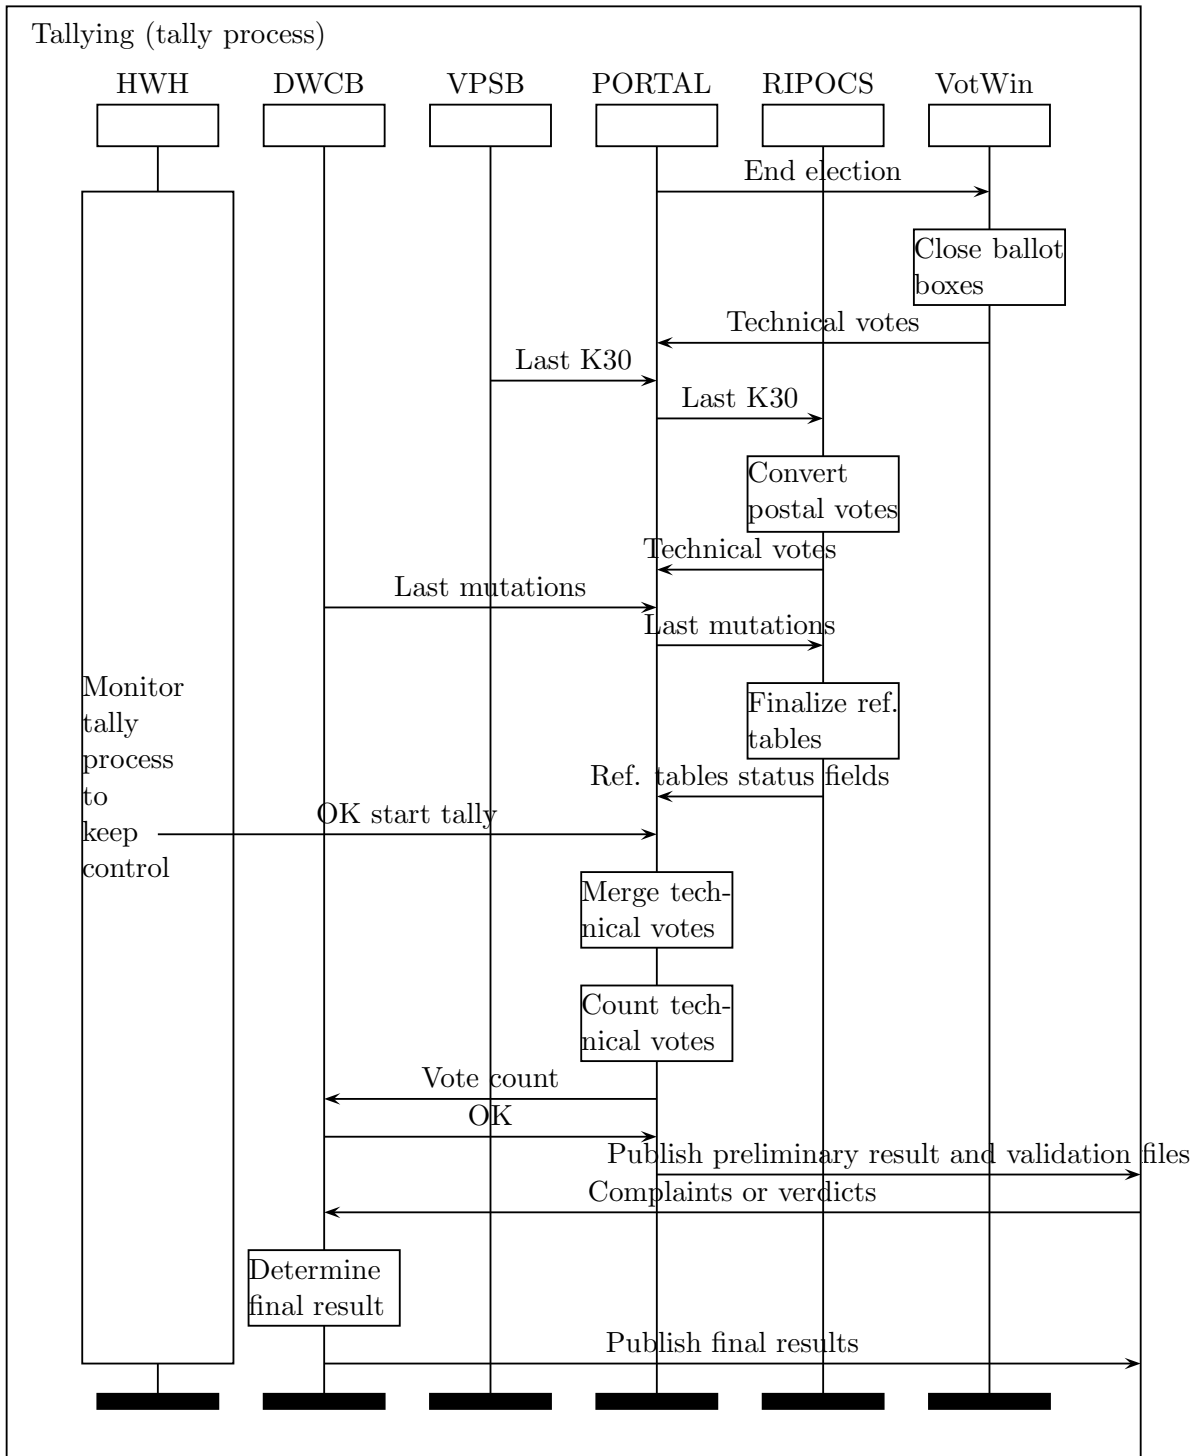 Tallying (tally process)
HWH DWCB VPSB PORTAL RIPOCS VotWin
End election
Close ballot
boxes
Technical votes
Last K30
Last K30
Convert
postal votes
Technical votes
Last mutations
Last mutations
Monitor
tally
process
to
keep
control
Finalize ref.
tables
Ref. tables status fields
OK start tally
Merge tech-
nical votes
Count tech-
nical votes
Vote count
OK
Publish preliminary result and validation files
Complaints or verdicts
Determine
final result
Publish final results